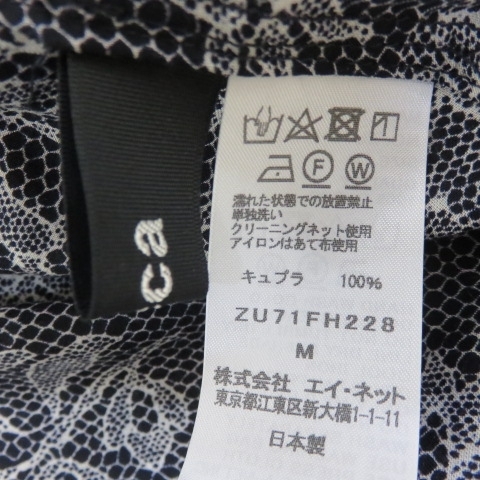 ca
F W
濡れた状態での放置禁止
単独洗い
クリーニングネット使用
アイロンはあて布使用
キュプラ 100%
ZU71FH228
M
株式会社 エイ・ネット
東京都江東区新大橋1-1-11
日本製